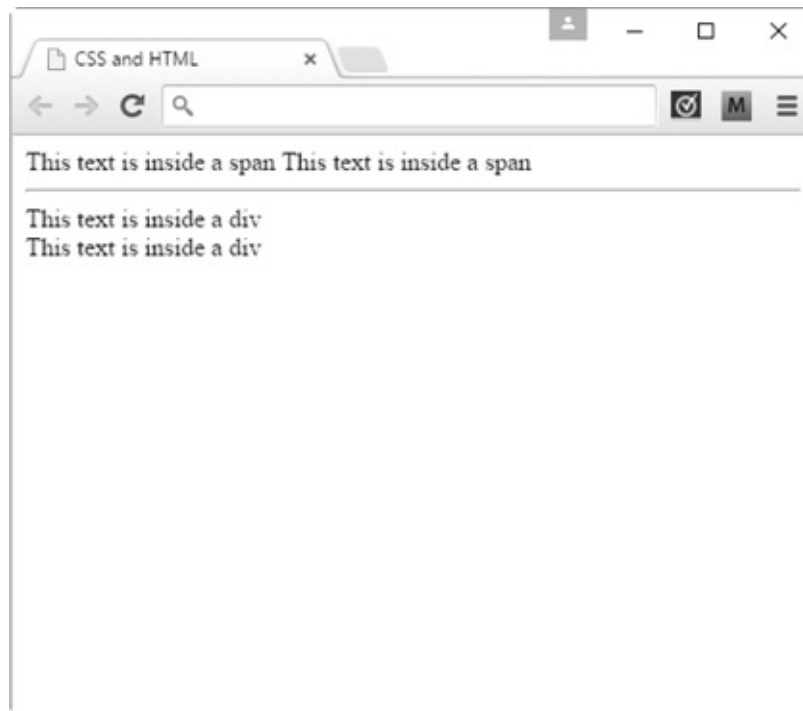 CSS and HTML
M
This text is inside a span This text is inside a span
This text is inside a div
This text is inside a div